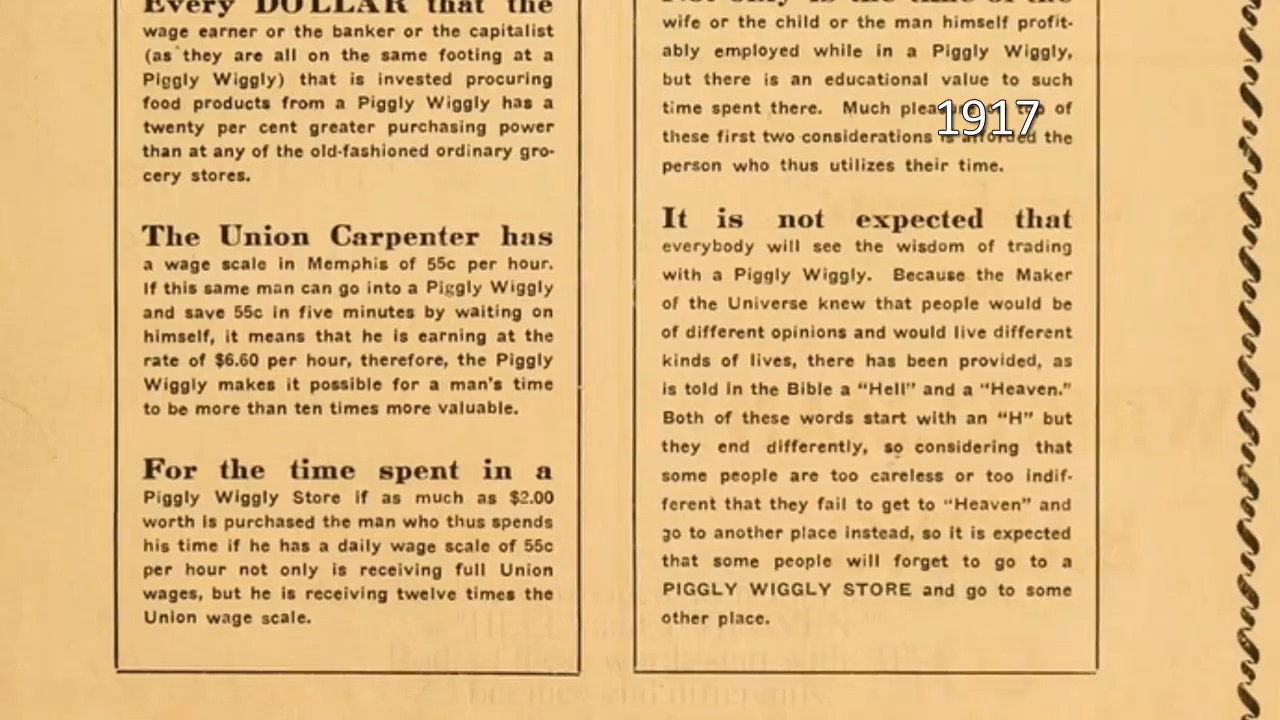 Every DOLLAR that the
wage earner or the banker or the capitalist
(as they are all on the same footing at a
Piggly Wiggly) that is invested procuring
food products from a Piggly Wiggly has a
twenty per cent greater purchasing power
than at any of the old-fashioned ordinary gro-
cery stores.
The Union Carpenter has
a wage scale in Memphis of 55c per hour.
If this same man can go into a Piggly Wiggly
and save 55c in five minutes by waiting on
himself, it means that he is earning at the
rate of $6.60 per hour, therefore, the Piggly
Wiggly makes it possible for a man's time
to be more than ten times more valuable.
For the time spent in a
Piggly Wiggly Store if as much as $2.00
worth is purchased the man who thus spends
his time if he has a daily wage scale of 55c
per hour not only is receiving full Union
wages, but he is receiving twelve times the
Union wage scale.
Not only is the time of the
wife or the child or the man himself profit-
ably employed while in a Piggly Wiggly,
but there is an educational value to such
time spent there. Much of
these first two considerations is afforded the
person who thus utilizes their time.
1917
It is not expected that
everybody will see the wisdom of trading
with a Piggly Wiggly. Because the Maker
of the Universe knew that people would be
of different opinions and would live different
kinds of lives, there has been provided, as
is told in the Bible a “Hell” and a “Heaven.”
Both of these words start with an “H” but
they end differently, so considering that
some people are too careless or too indif-
ferent that they fail to get to “Heaven” and
go to another place instead, so it is expected
that some people will forget to go to a
PIGGLY WIGGLY STORE and go to some
other place.